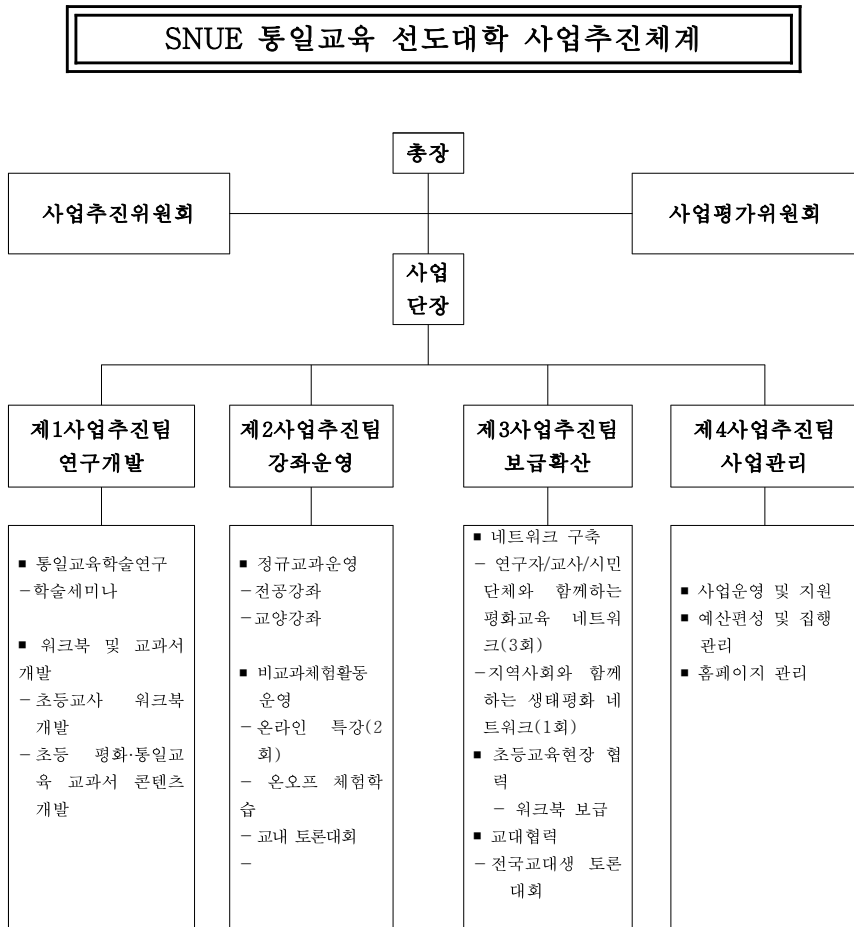 SNUE 통일교육 선도대학 사업추진체계
총장
사업추진위원회
사업평가위원회
사업
단장
제1사업추진팀
연구개발
제2사업추진팀
강좌운영
제3사업추진팀
보급확산
제4사업추진팀
사업관리
■ 통일교육학술연구
－학술세미나
■ 워크북 및 교과서
개발
－초등교사 워크북
개발
－초등 평화·통일교
육 교과서 콘텐츠
개발
■ 정규교과운영
－전공강좌
－교양강좌
■ 비교과체험활동
운영
－온라인 특강(2
회)
－ 온오프 체험학
습
－교내 토론대회
－
■ 네트워크 구축
－ 연구자/교사/시민
단체와 함께하는
평화교육 네트워
크(3회)
－지역사회와 함께
하는 생태평화 네
트워크(1회)
■ 초등교육현장 협
력
－ 워크북 보급
■ 교대협력
－전국교대생 토론
대회
■ 사업운영 및 지원
■ 예산편성 및 집행
관리
■ 홈페이지 관리